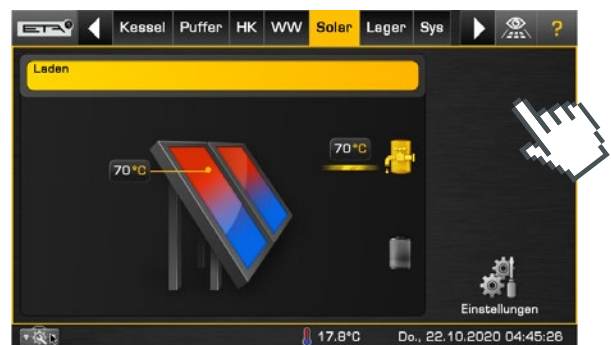 ETA Kessel Puffer HK WW Solar Lager Sys ?
Laden
70°C
70°C
Einstellungen
17.8°C Do., 22.10.2020 04:45:26